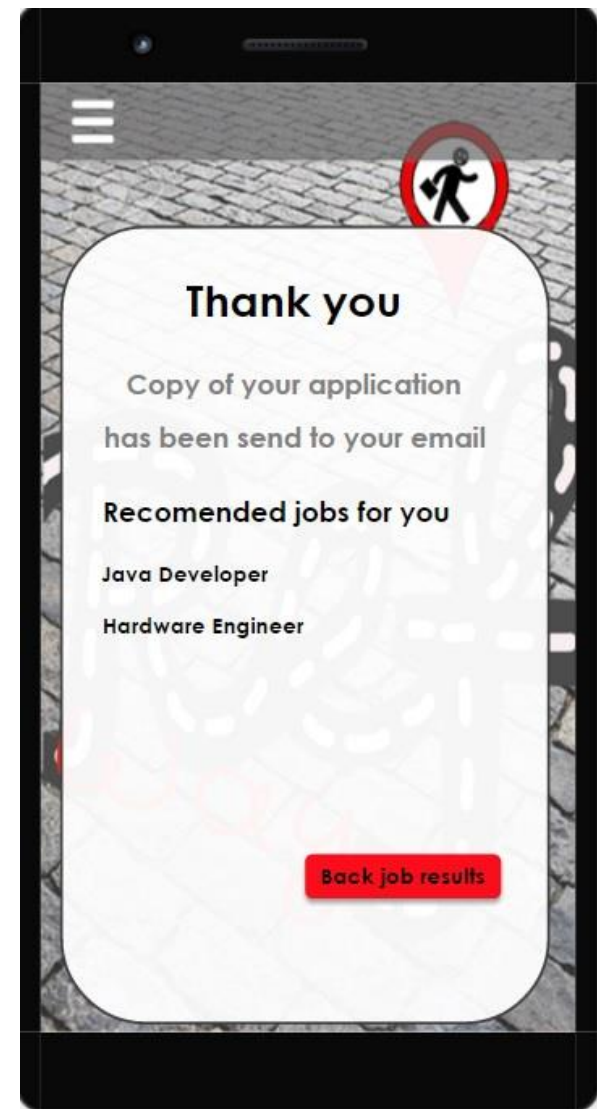 Thank you
Copy of your application
has been send to your email
Recomended jobs for you
Java Developer
Hardware Engineer
Back job results